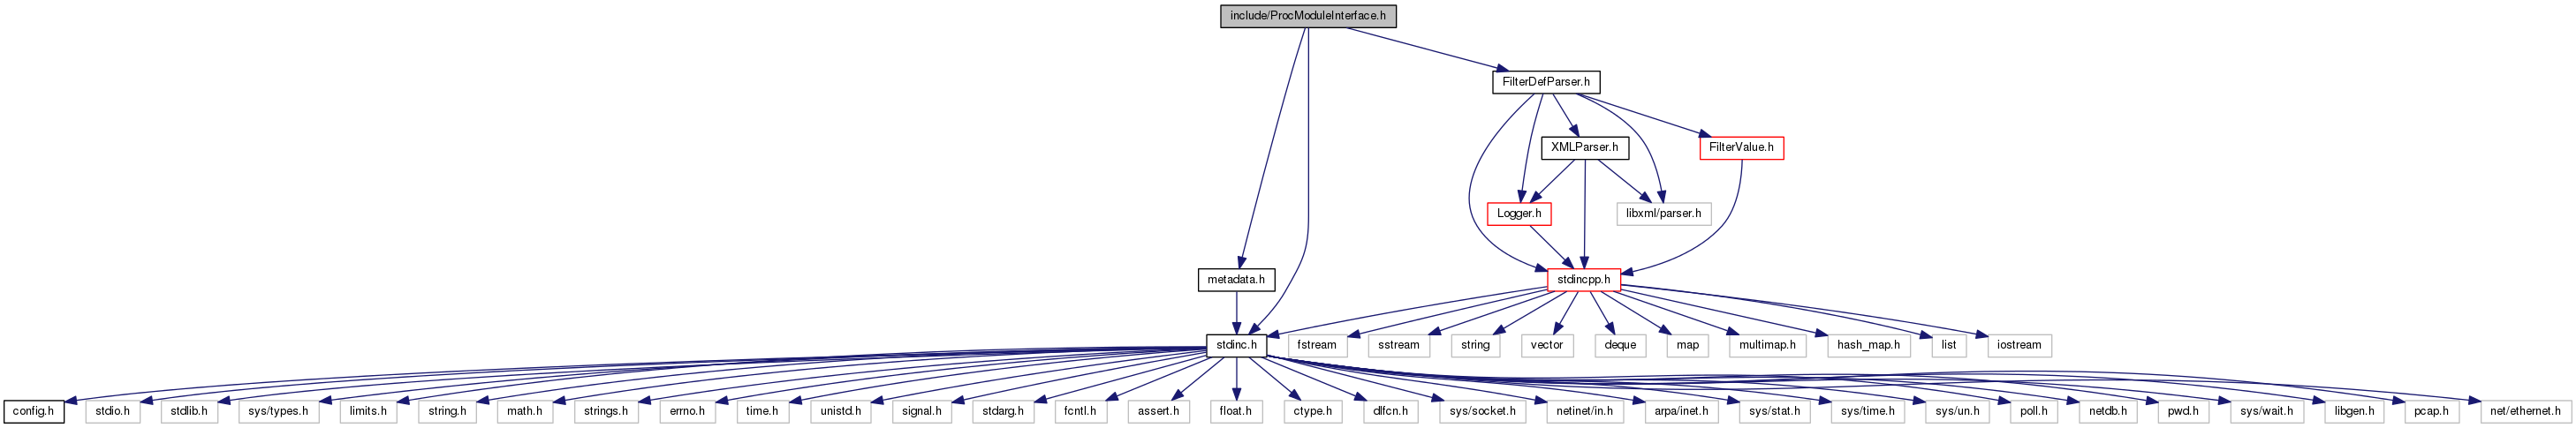 include/ProcModuleInterface.h
FilterDefParser.h
XMLParser.h
FilterValue.h
Logger.h
libxml/parser.h
metadata.h
stdincpp.h
stdinc.h
fstream
sstream
string
vector
deque
map
multimap.h
hash_map.h
list
iostream
config.h
stdio.h
stdlib.h
sys/types.h
limits.h
string.h
math.h
strings.h
errno.h
time.h
unistd.h
signal.h
stdarg.h
fcntl.h
assert.h
float.h
ctype.h
dlfcn.h
sys/socket.h
netinet/in.h
arpa/inet.h
sys/stat.h
sys/time.h
sys/un.h
poll.h
netdb.h
pwd.h
sys/wait.h
libgen.h
pcap.h
net/ethernet.h